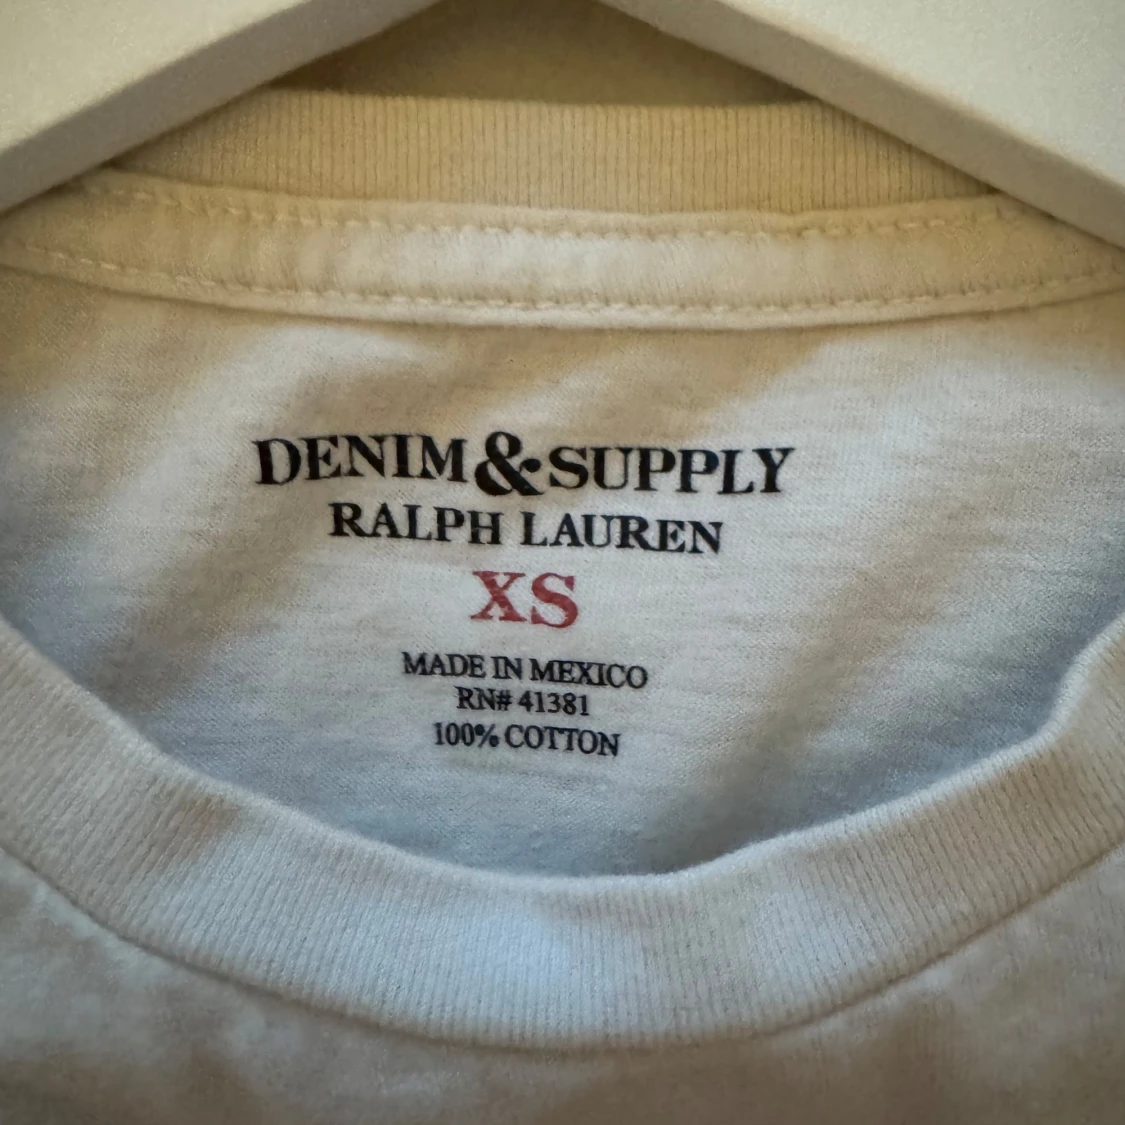 DENIM&SUPPLY
RALPH LAUREN
XS
MADE IN MEXICO
RN# 41381
100% COTTON